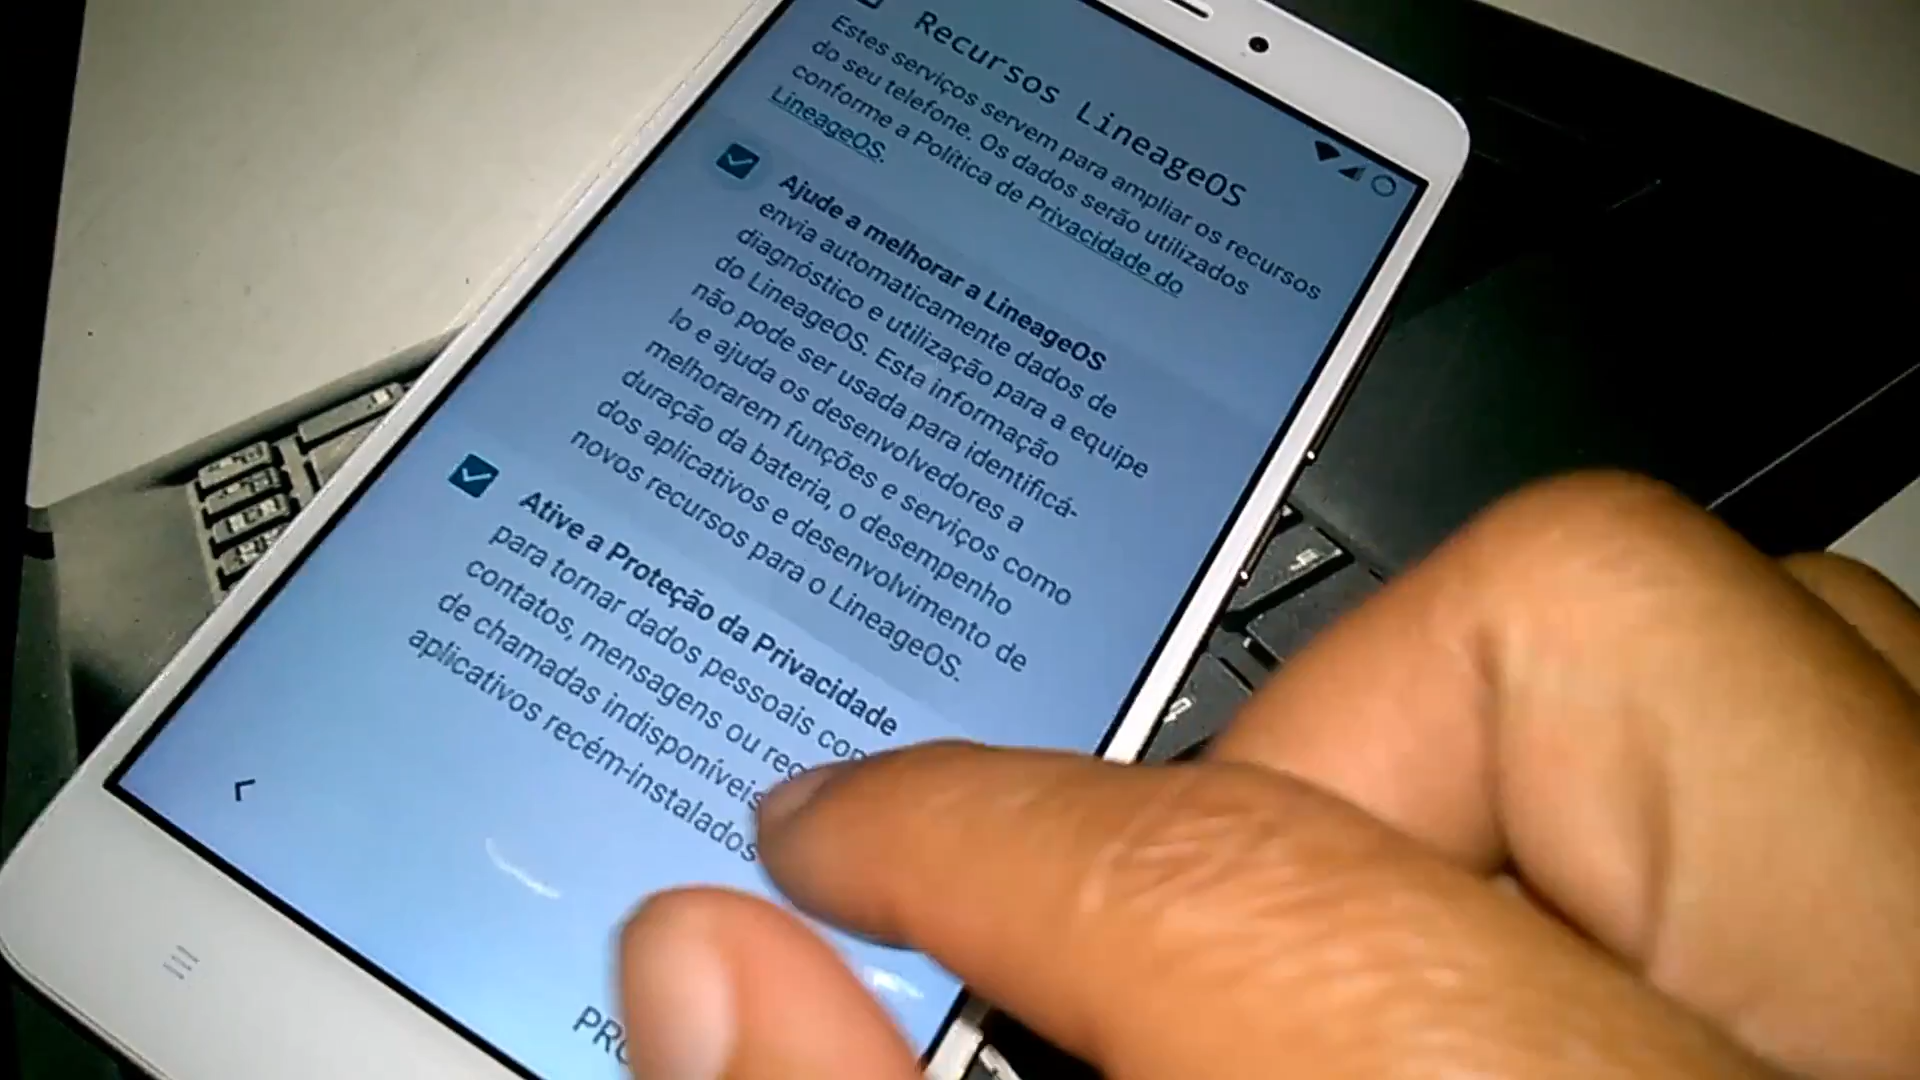 Recursos LineageOS
Estes serviços servem para ampliar os recursos
do seu telefone. Os dados serão utilizados
conforme a Política de Privacidade do
LineageOS.
Ajude a melhorar a LineageOS
envia automaticamente dados de
diagnóstico e utilização para a equipe
do LineageOS. Esta informação
não pode ser usada para identificá-
lo e ajuda os desenvolvedores a
melhorarem funções e serviços como
duração da bateria, o desempenho
dos aplicativos e desenvolvimento de
novos recursos para o LineageOS.
Ative a Proteção da Privacidade
para tornar dados pessoais
contatos, mensagens ou
de chamadas indisponíveis
aplicativos recém-instalados